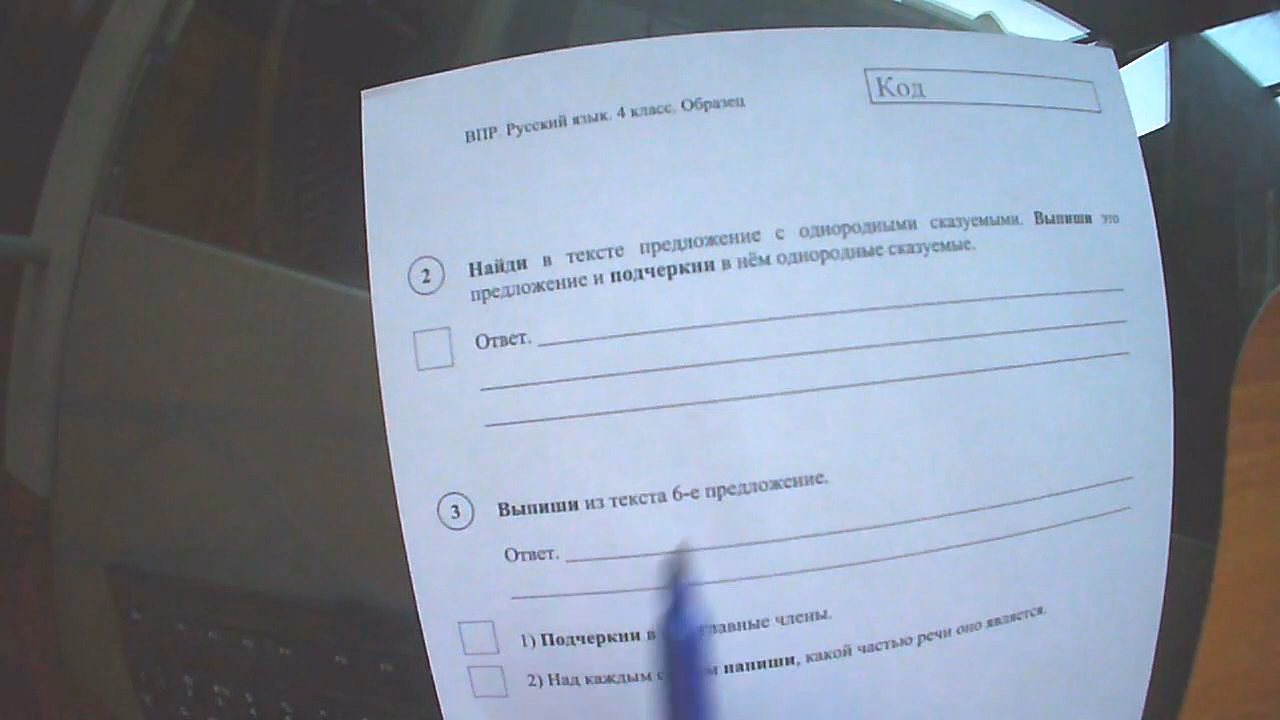 Код
ВПР. Русский язык. 4 класс. Образец
2 Найди в тексте предложение с однородными сказуемыми. Выпиши это
предложение и подчеркни в нём однородные сказуемые.
Ответ.
3 Выпиши из текста 6-е предложение.
Ответ.
1) Подчеркни в главные члены.
2) Над каждым напиши, какой частью речи оно является.